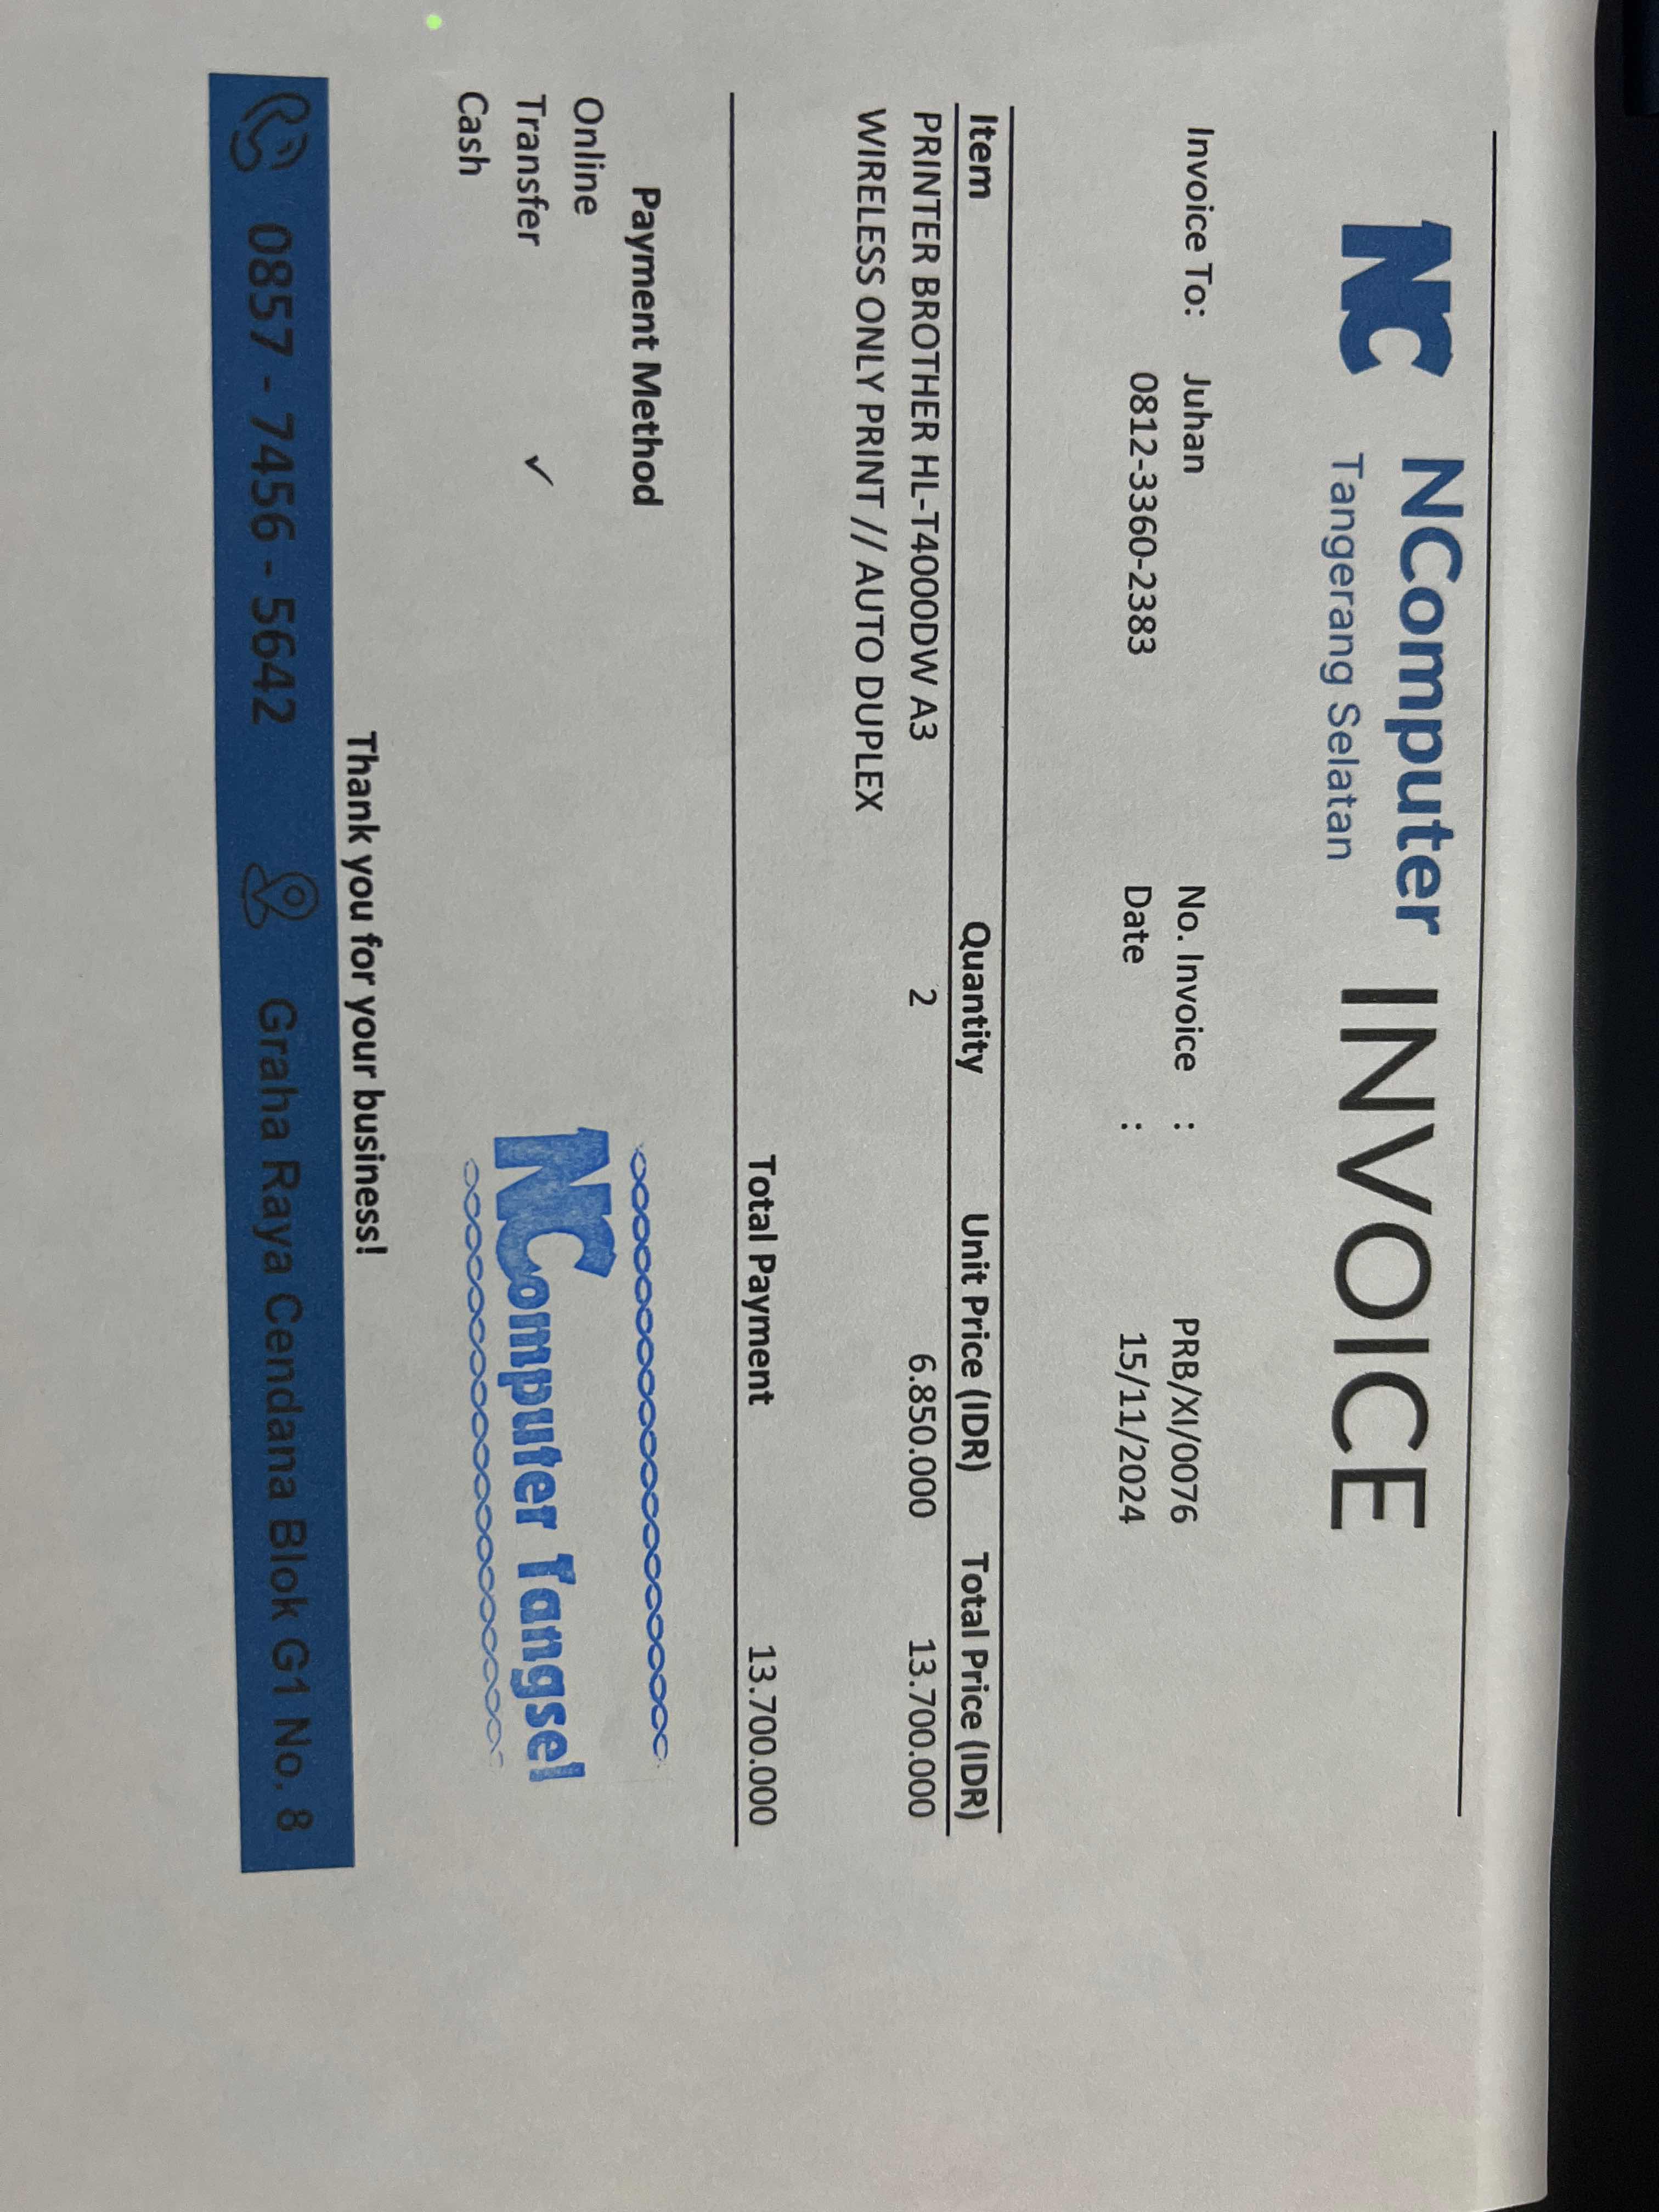 NC NComputer INVOICE
Tangerang Selatan
Invoice To: Juhan No. Invoice : PRB/XI/0076
0812-3360-2383 Date : 15/11/2024
Item Quantity Unit Price (IDR) Total Price (IDR)
PRINTER BROTHER HL-T4000DW A3 2 6.850.000 13.700.000
WIRELESS ONLY PRINT // AUTO DUPLEX
Total Payment 13.700.000
Payment Method
Online
Transfer ✓
Cash
NComputer Tangsel
Thank you for your business!
0857 - 7456 - 5642 Graha Raya Cendana Blok G1 No. 8